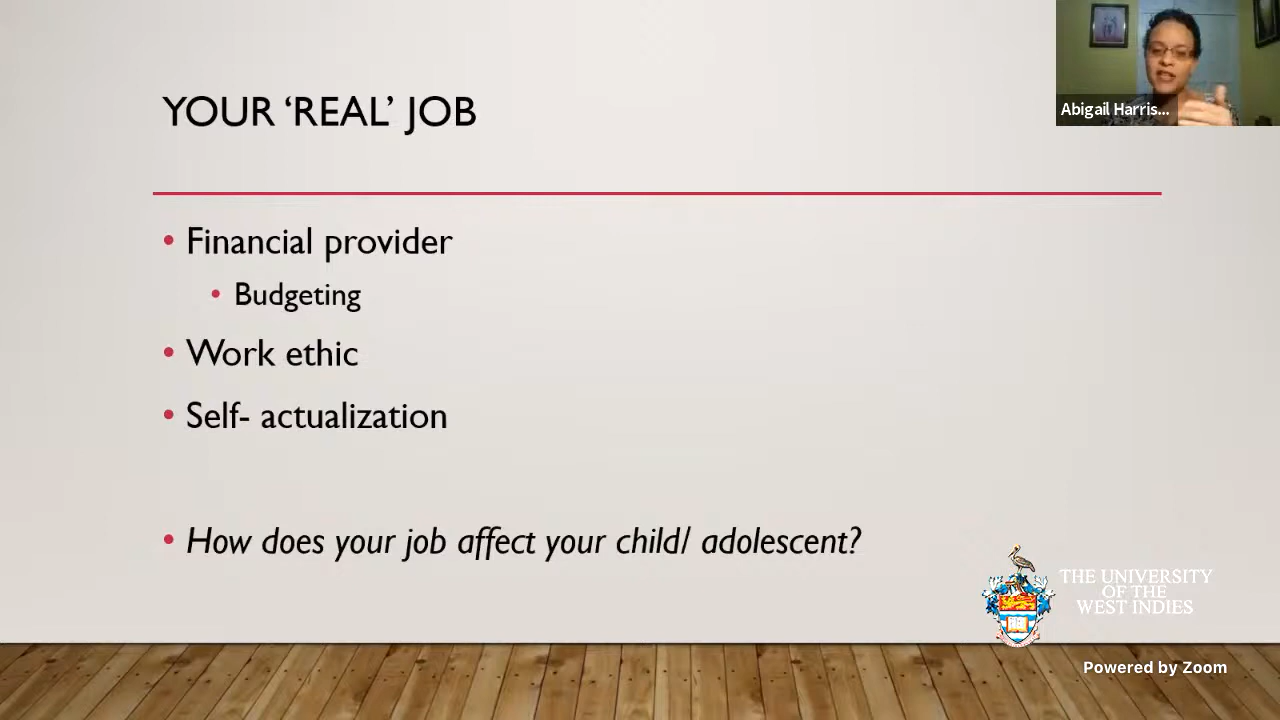 YOUR ‘REAL’ JOB
Abigail Harris...
• Financial provider
• Budgeting
• Work ethic
• Self- actualization
• How does your job affect your child/ adolescent?
THE UNIVERSITY
OF THE
WEST INDIES
Powered by Zoom